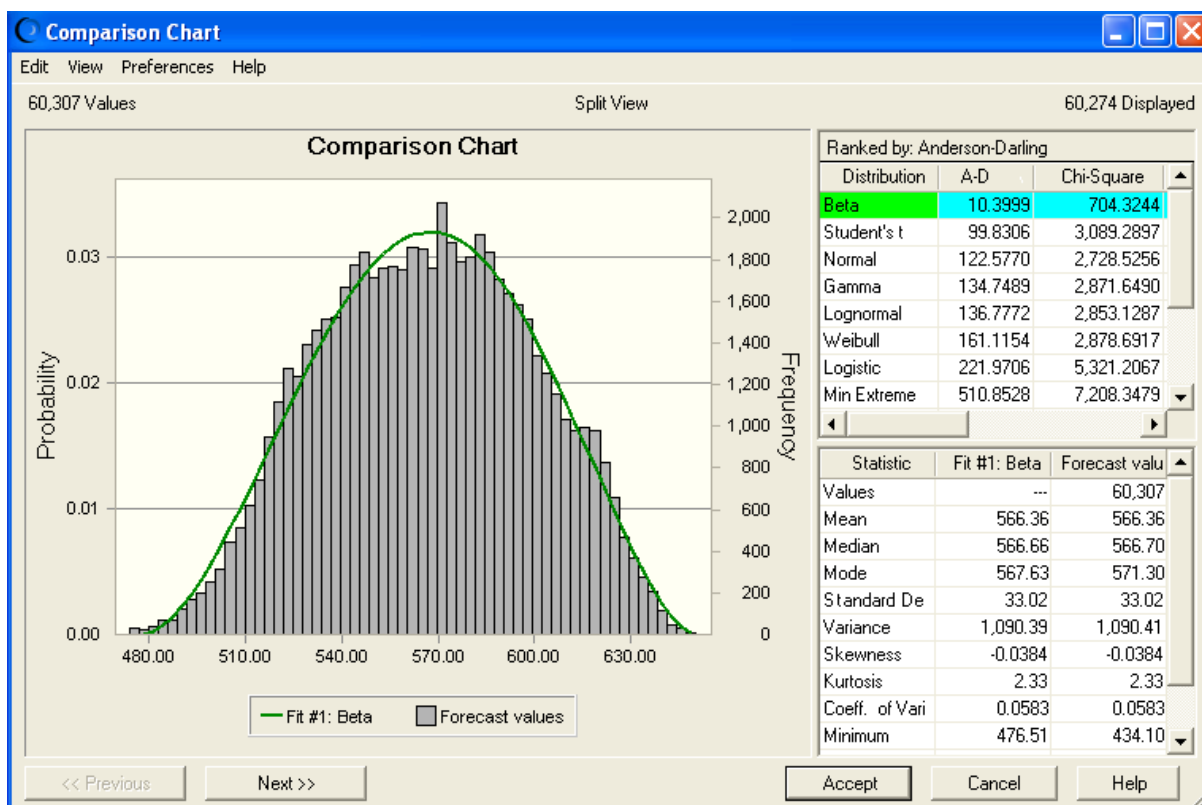 Comparison Chart
Edit View Preferences Help
60,307 Values Split View 60,274 Displayed
Comparison Chart
Probability
0.03
0.02
0.01
0.00
2,000
1,800
1,600
1,400
1,200
1,000
800
600
400
200
0
Frequency
480.00 510.00 540.00 570.00 600.00 630.00
Fit #1: Beta Forecast values
Ranked by: Anderson-Darling
Distribution A-D Chi-Square
Beta 10.3999 704.3244
Student's t 99.8306 3,089.2897
Normal 122.5770 2,728.5256
Gamma 134.7489 2,871.6490
Lognormal 136.7772 2,853.1287
Weibull 161.1154 2,878.6917
Logistic 221.9706 5,321.2067
Min Extreme 510.8528 7,208.3479
Statistic Fit #1: Beta Forecast valu
Values --- 60,307
Mean 566.36 566.36
Median 566.66 566.70
Mode 567.63 571.30
Standard De 33.02 33.02
Variance 1,090.39 1,090.41
Skewness -0.0384 -0.0384
Kurtosis 2.33 2.33
Coeff. of Vari 0.0583 0.0583
Minimum 476.51 434.10
<< Previous Next >> Accept Cancel Help